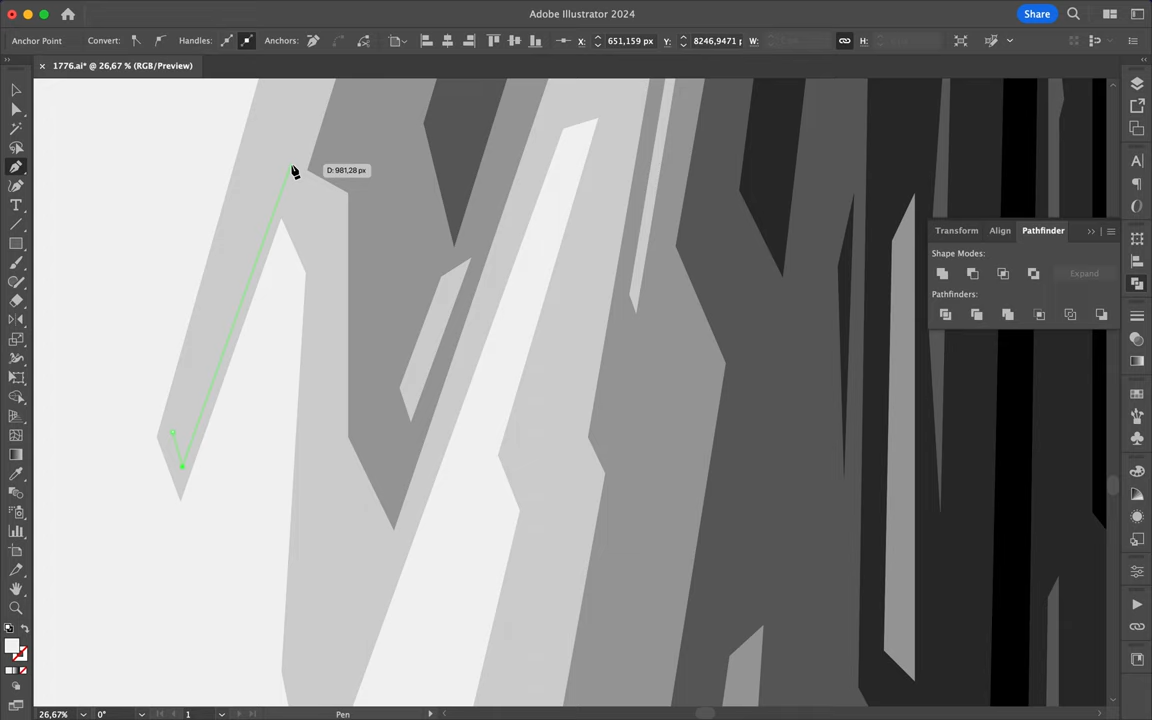 Adobe Illustrator 2024
Share
Anchor Point
Convert:
Handles:
Anchors:
X:
651,159 px
Y:
8246,9471 p
W:
H:
1776.ai* @ 26,67 % (RGB/Preview)
D: 981,28 px
Transform
Align
Pathfinder
Shape Modes:
Expand
Pathfinders:
26,67%
0°
1
Pen